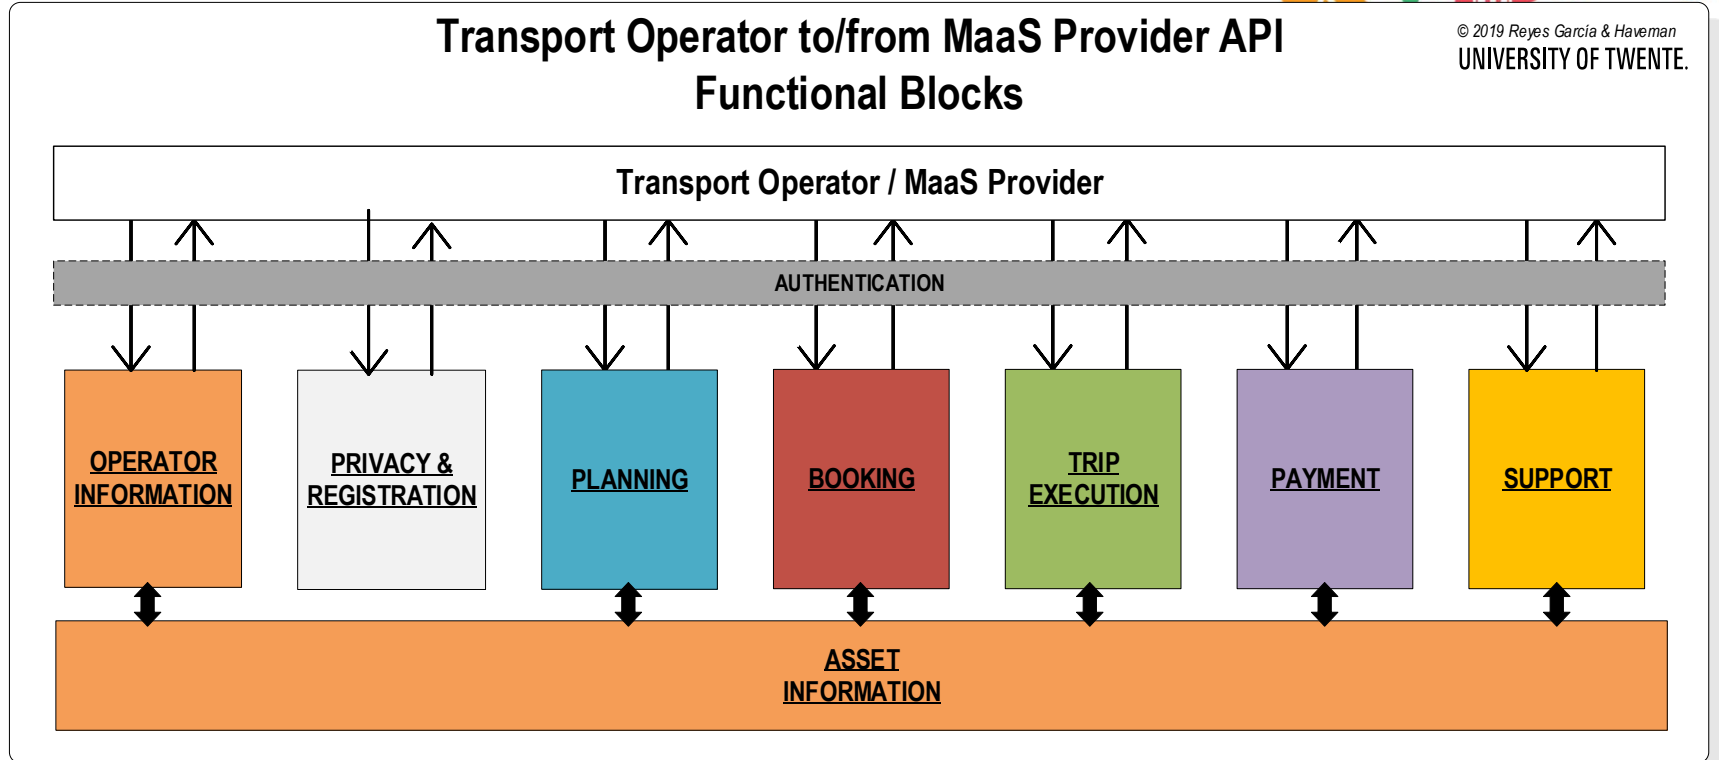 Transport Operator to/from MaaS Provider API
Functional Blocks
© 2019 Reyes García & Haveman
UNIVERSITY OF TWENTE.
Transport Operator / MaaS Provider
AUTHENTICATION
OPERATOR
INFORMATION
PRIVACY &
REGISTRATION
PLANNING
BOOKING
TRIP
EXECUTION
PAYMENT
SUPPORT
ASSET
INFORMATION